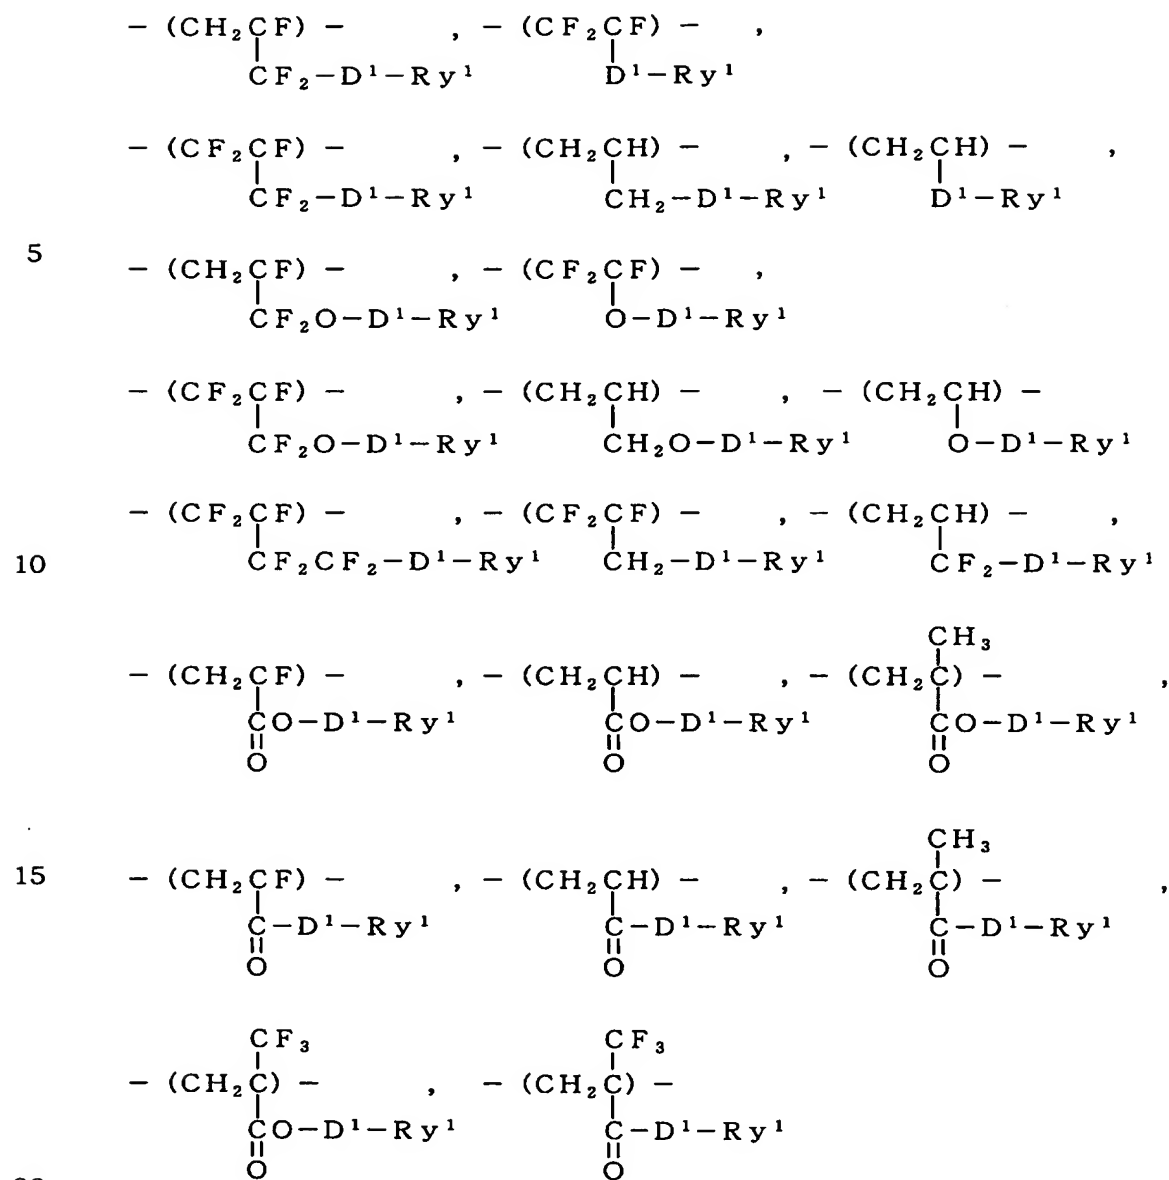 − (CH₂CF) − , − (CF₂CF) − ,
CF₂−D¹−Ry¹ D¹−Ry¹
− (CF₂CF) − , − (CH₂CH) − , − (CH₂CH) − ,
CF₂−D¹−Ry¹ CH₂−D¹−Ry¹ D¹−Ry¹
5
− (CH₂CF) − , − (CF₂CF) − ,
CF₂O−D¹−Ry¹ O−D¹−Ry¹
− (CF₂CF) − , − (CH₂CH) − , − (CH₂CH) −
CF₂O−D¹−Ry¹ CH₂O−D¹−Ry¹ O−D¹−Ry¹
− (CF₂CF) − , − (CF₂CF) − , − (CH₂CH) − ,
10 CF₂CF₂−D¹−Ry¹ CH₂−D¹−Ry¹ CF₂−D¹−Ry¹
CH₃
− (CH₂CF) − , − (CH₂CH) − , − (CH₂C) − ,
CO−D¹−Ry¹ CO−D¹−Ry¹ CO−D¹−Ry¹
O O O
CH₃
15 − (CH₂CF) − , − (CH₂CH) − , − (CH₂C) − ,
C−D¹−Ry¹ C−D¹−Ry¹ C−D¹−Ry¹
O O O
CF₃ CF₃
− (CH₂C) − , − (CH₂C) −
CO−D¹−Ry¹ C−D¹−Ry¹
O O